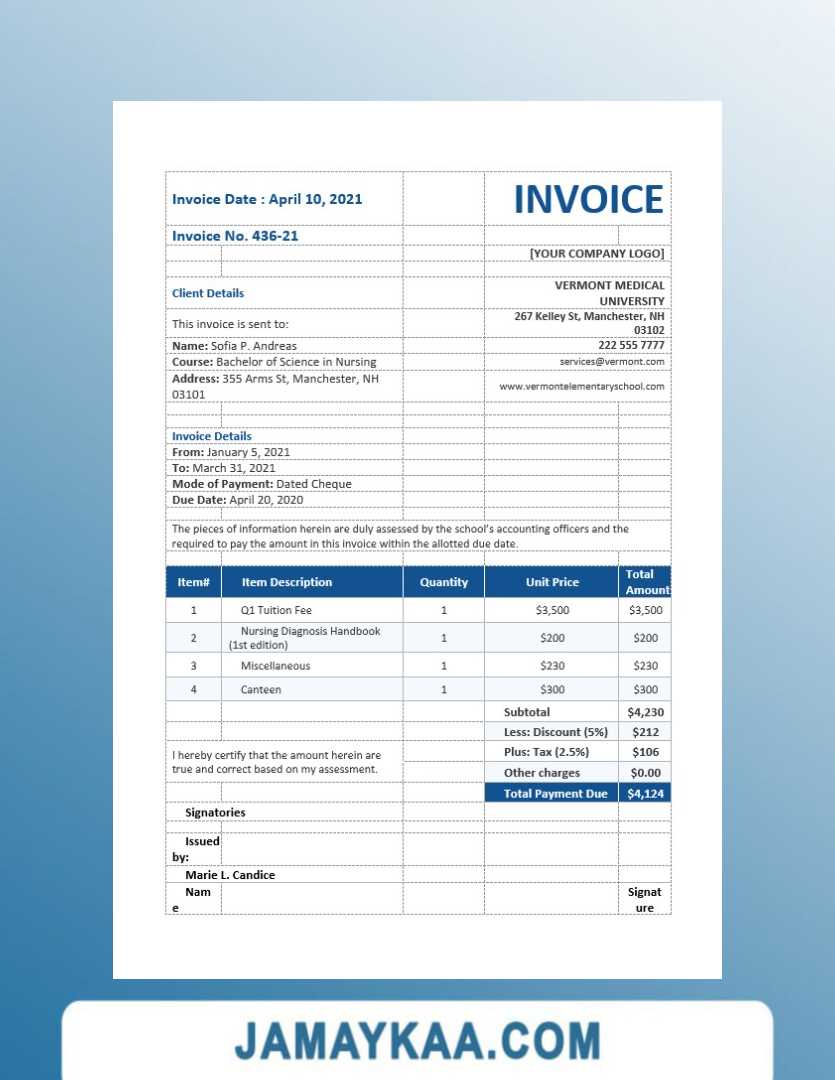 Invoice Date : April 10, 2021
INVOICE
Invoice No. 436-21
[YOUR COMPANY LOGO]
Client Details
VERMONT MEDICAL
UNIVERSITY
This invoice is sent to:
267 Kelley St, Manchester, NH
03102
Name: Sofia P. Andreas
222 555 7777
Course: Bachelor of Science in Nursing
services@vermont.com
Address: 355 Arms St, Manchester, NH
03101
www.vermontelementaryschool.com
Invoice Details
From: January 5, 2021
To: March 31, 2021
Mode of Payment: Dated Cheque
Due Date: April 20, 2020
The pieces of information herein are duly assessed by the school's accounting officers and the
required to pay the amount in this invoice within the allotted due date.
Item# Item Description Quantity Unit Price Total
Amount
1 Q1 Tuition Fee 1 $3,500 $3,500
2 Nursing Diagnosis Handbook
(1st edition) 1 $200 $200
3 Miscellaneous 1 $230 $230
4 Canteen 1 $300 $300
Subtotal $4,230
Less: Discount (5%) $212
I hereby certify that the amount herein are
true and correct based on my assessment.
Plus: Tax (2.5%) $106
Other charges $0.00
Total Payment Due $4,124
Signatories
Issued
by:
Marie L. Candice
Nam
e
Signat
ure
JAMAYKAA.COM